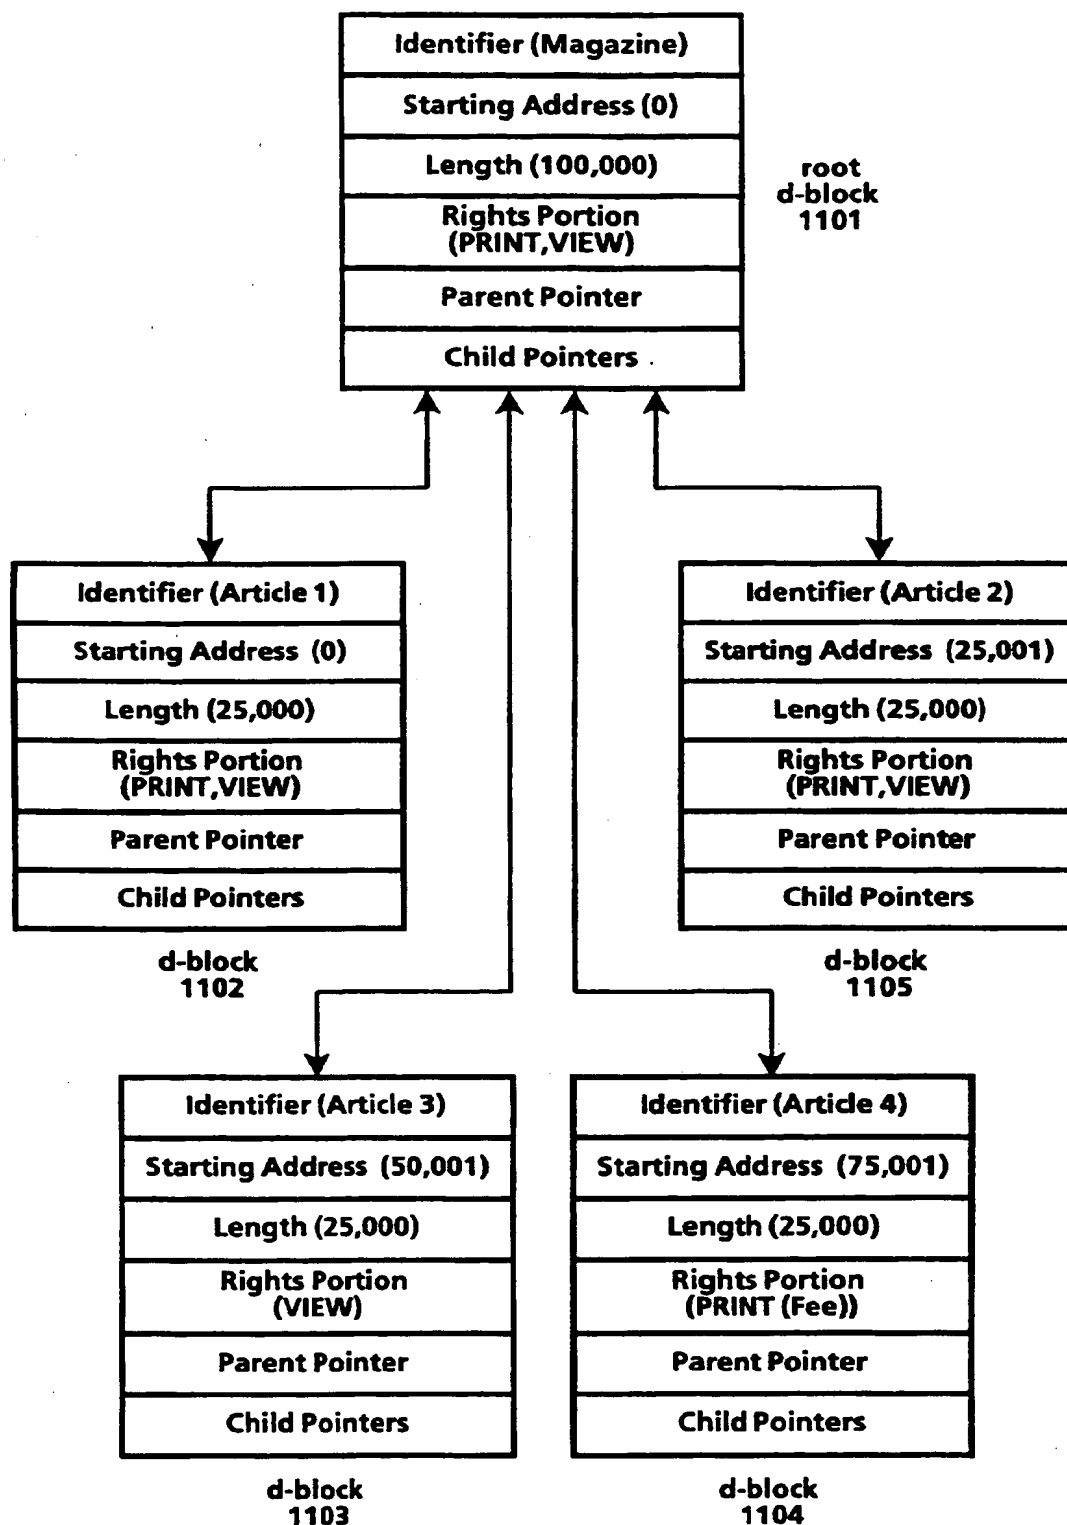 Identifier (Magazine)
Starting Address (0)
Length (100,000)
Rights Portion
(PRINT,VIEW)
Parent Pointer
Child Pointers
root
d-block
1101
Identifier (Article 1)
Starting Address (0)
Length (25,000)
Rights Portion
(PRINT,VIEW)
Parent Pointer
Child Pointers
d-block
1102
Identifier (Article 2)
Starting Address (25,001)
Length (25,000)
Rights Portion
(PRINT,VIEW)
Parent Pointer
Child Pointers
d-block
1105
Identifier (Article 3)
Starting Address (50,001)
Length (25,000)
Rights Portion
(VIEW)
Parent Pointer
Child Pointers
d-block
1103
Identifier (Article 4)
Starting Address (75,001)
Length (25,000)
Rights Portion
(PRINT (Fee))
Parent Pointer
Child Pointers
d-block
1104